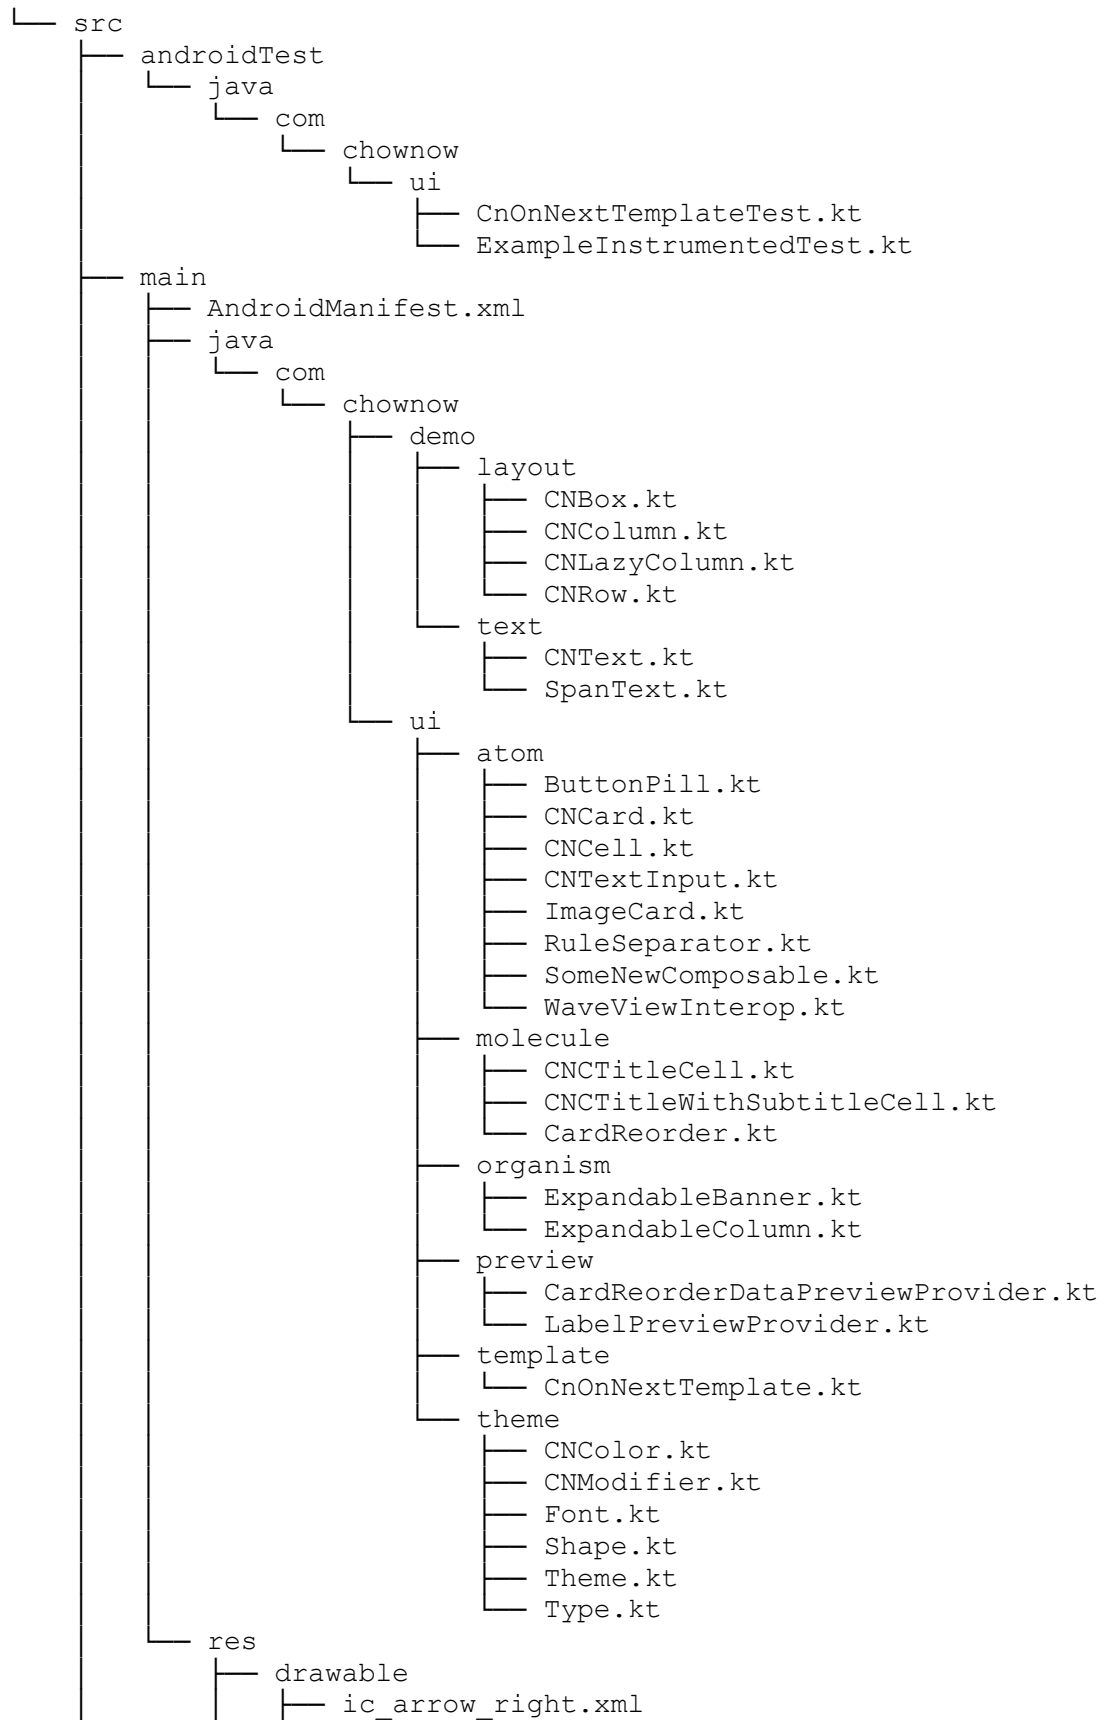 └── src
    ├── androidTest
    │   └── java
    │       └── com
    │           └── chownow
    │               └── ui
    │                   ├── CnOnNextTemplateTest.kt
    │                   └── ExampleInstrumentedTest.kt
    ├── main
    │   ├── AndroidManifest.xml
    │   ├── java
    │   │   └── com
    │   │       └── chownow
    │   │           ├── demo
    │   │           │   ├── layout
    │   │           │   │   ├── CNBox.kt
    │   │           │   │   ├── CNColumn.kt
    │   │           │   │   ├── CNLazyColumn.kt
    │   │           │   │   └── CNRow.kt
    │   │           │   └── text
    │   │           │       ├── CNText.kt
    │   │           │       └── SpanText.kt
    │   │           └── ui
    │   │               ├── atom
    │   │               │   ├── ButtonPill.kt
    │   │               │   ├── CNCard.kt
    │   │               │   ├── CNCell.kt
    │   │               │   ├── CNTextInput.kt
    │   │               │   ├── ImageCard.kt
    │   │               │   ├── RuleSeparator.kt
    │   │               │   ├── SomeNewComposable.kt
    │   │               │   └── WaveViewInterop.kt
    │   │               ├── molecule
    │   │               │   ├── CNCTitleCell.kt
    │   │               │   ├── CNCTitleWithSubtitleCell.kt
    │   │               │   └── CardReorder.kt
    │   │               ├── organism
    │   │               │   ├── ExpandableBanner.kt
    │   │               │   └── ExpandableColumn.kt
    │   │               ├── preview
    │   │               │   ├── CardReorderDataPreviewProvider.kt
    │   │               │   └── LabelPreviewProvider.kt
    │   │               ├── template
    │   │               │   └── CnOnNextTemplate.kt
    │   │               └── theme
    │   │                   ├── CNColor.kt
    │   │                   ├── CNModifier.kt
    │   │                   ├── Font.kt
    │   │                   ├── Shape.kt
    │   │                   ├── Theme.kt
    │   │                   └── Type.kt
    │   └── res
    │       ├── drawable
    │       │   ├── ic_arrow_right.xml